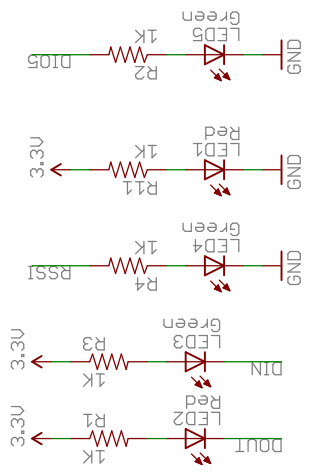 Green
1K LED5
DIO5 GND
R2
3.3V
Red
1K LED1
GND
R11
Green
1K LED4
RSSI GND
R4
Green
3.3V R3 LED3
1K DIN
Red
3.3V R1 LED2
1K DOUT